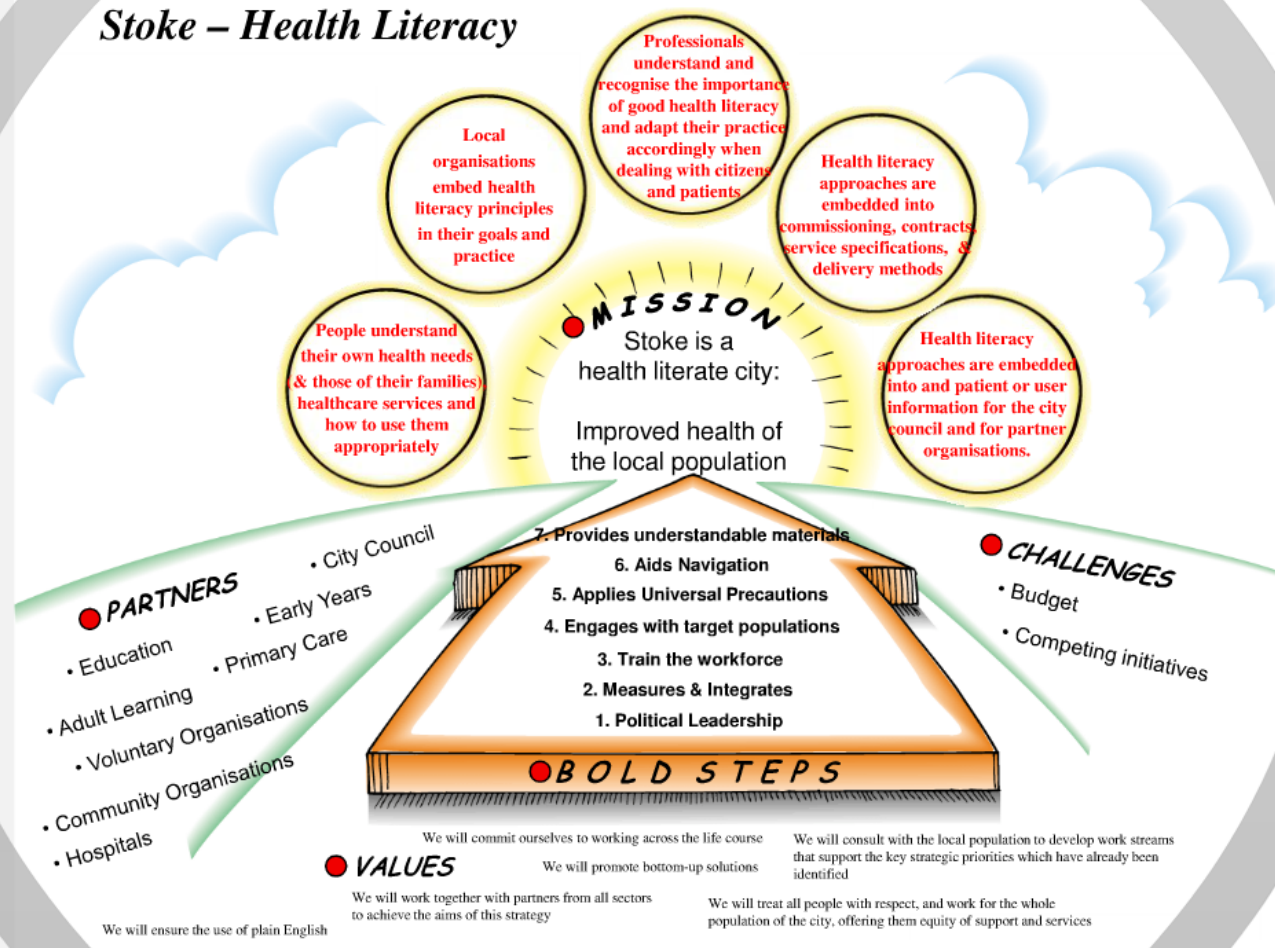 Stoke – Health Literacy
Professionals
understand and
recognise the importance
of good health literacy
and adapt their practice
accordingly when
dealing with citizens
and patients
Local
organisations
embed health
literacy principles
in their goals and
practice
Health literacy
approaches are
embedded into
commissioning, contracts,
service specifications, &
delivery methods
People understand
their own health needs
(& those of their families),
healthcare services and
how to use them
appropriately
MISSION
Stoke is a
health literate city:
Improved health of
the local population
Health literacy
approaches are embedded
into and patient or user
information for the city
council and for partner
organisations.
PARTNERS
• City Council
• Early Years
• Education
• Primary Care
• Adult Learning
• Voluntary Organisations
• Community Organisations
• Hospitals
7. Provides understandable materials
6. Aids Navigation
5. Applies Universal Precautions
4. Engages with target populations
3. Train the workforce
2. Measures & Integrates
1. Political Leadership
BOLD STEPS
CHALLENGES
• Budget
• Competing initiatives
VALUES
We will commit ourselves to working across the life course
We will promote bottom-up solutions
We will consult with the local population to develop work streams
that support the key strategic priorities which have already been
identified
We will work together with partners from all sectors
to achieve the aims of this strategy
We will treat all people with respect, and work for the whole
population of the city, offering them equity of support and services
We will ensure the use of plain English